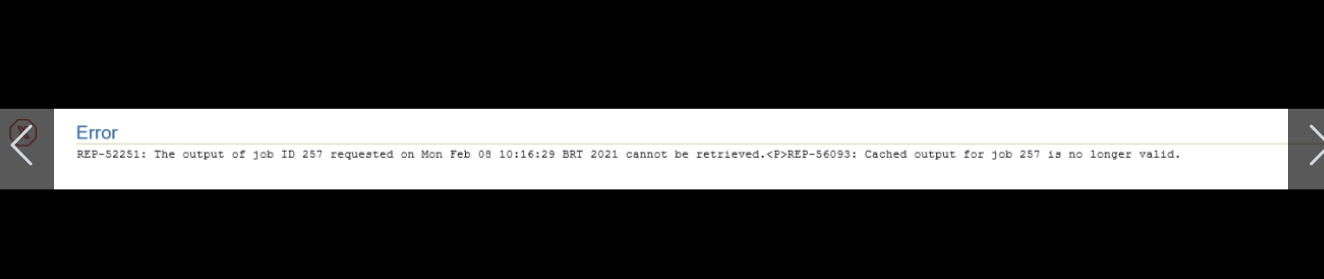 Error
REP-52251: The output of job ID 257 requested on Mon Feb 08 10:16:29 BRT 2021 cannot be retrieved.<P>REP-56093: Cached output for job 257 is no longer valid.